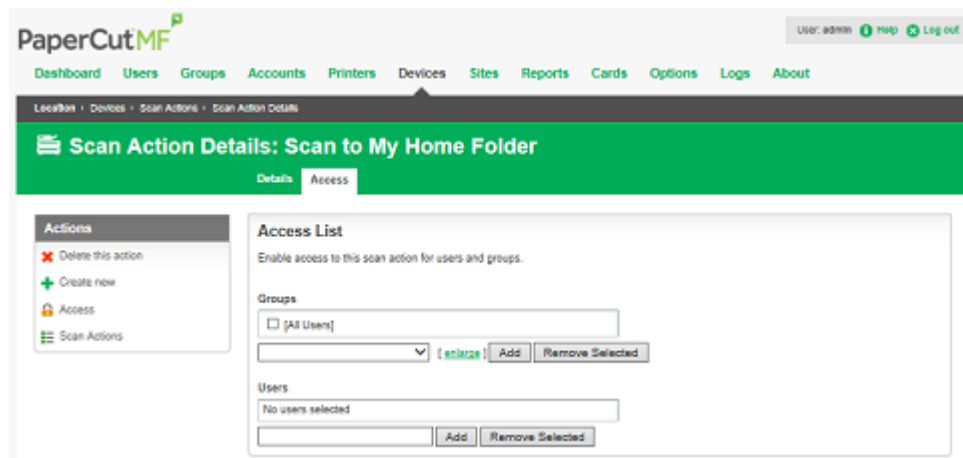 PaperCut MF
User: admin Help Log out
Dashboard Users Groups Accounts Printers Devices Sites Reports Cards Options Logs About
Location › Devices › Scan Actions › Scan Action Details
Scan Action Details: Scan to My Home Folder
Details Access
Actions
Delete this action
Create new
Access
Scan Actions
Access List
Enable access to this scan action for users and groups.
Groups
[All Users]
[ enlarge ] Add Remove Selected
Users
No users selected
Add Remove Selected